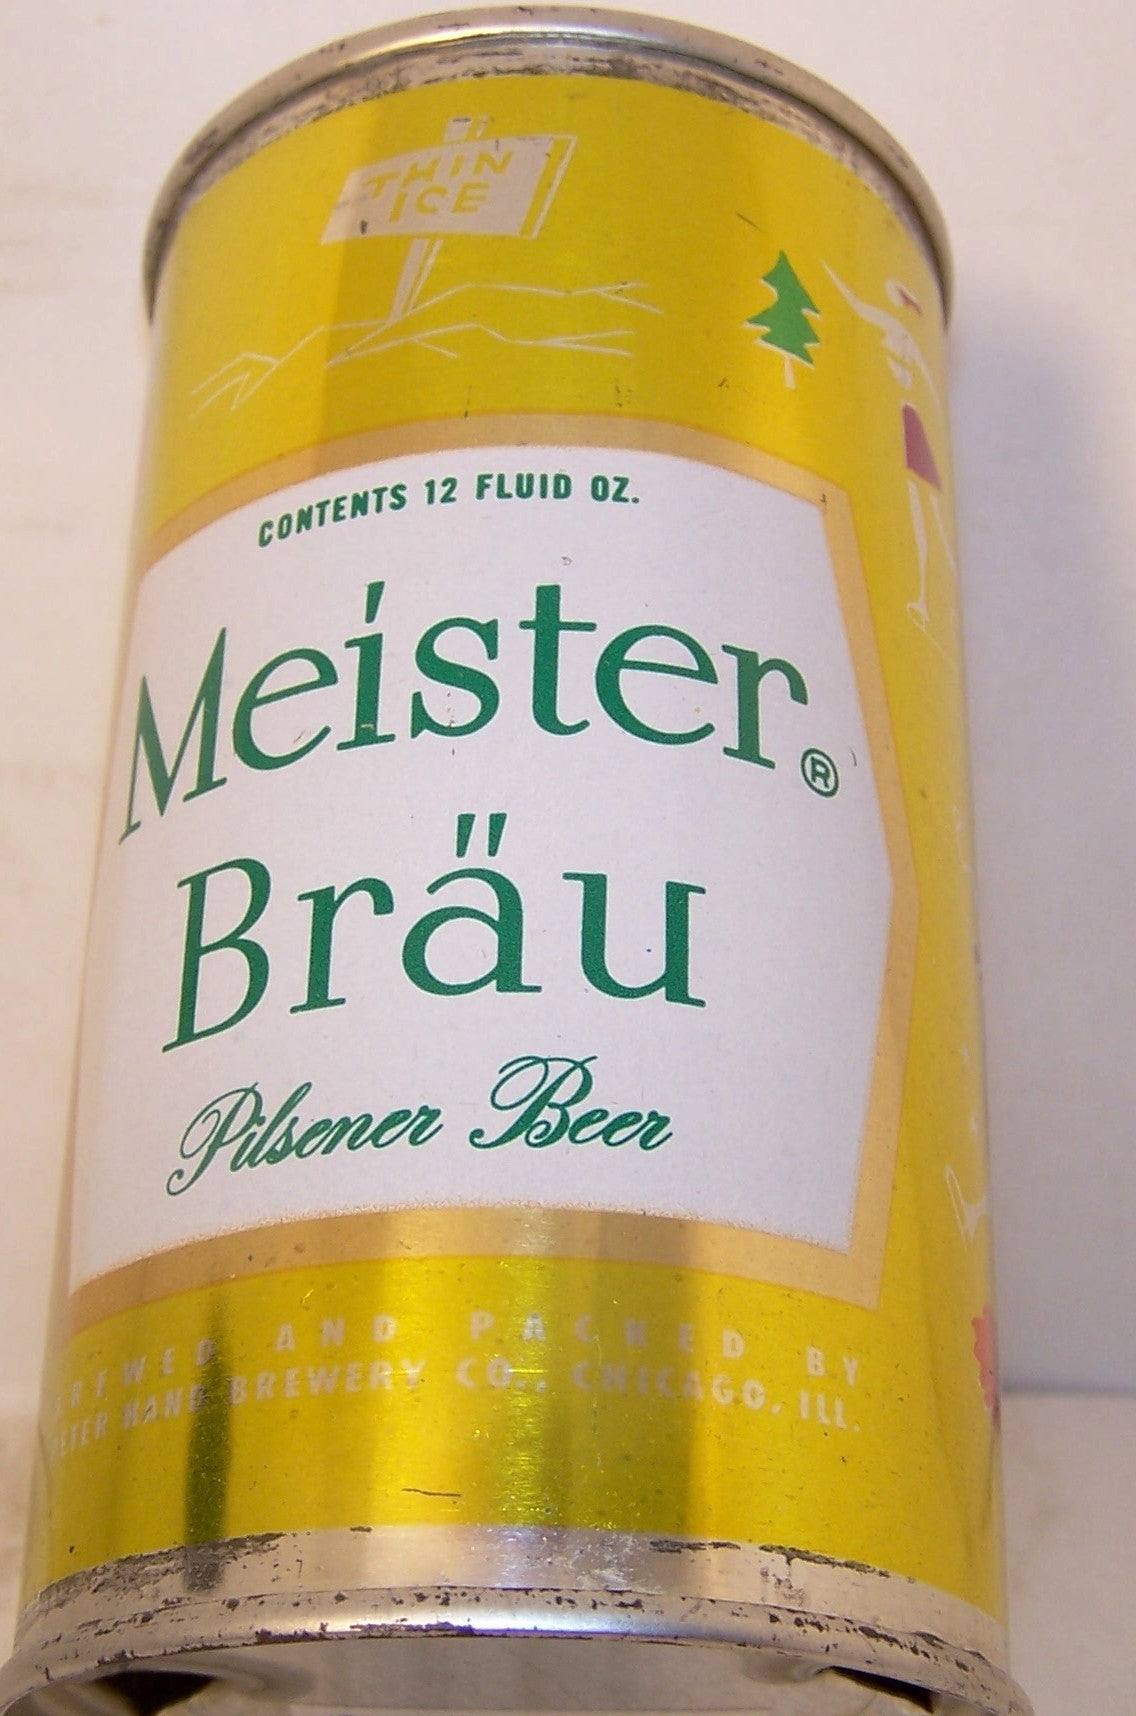 THIN
ICE
CONTENTS 12 FLUID OZ.
Meister®
Bräu
Pilsener Beer
BREWED AND PACKED BY
HAND BREWERY CO., CHICAGO, ILL.